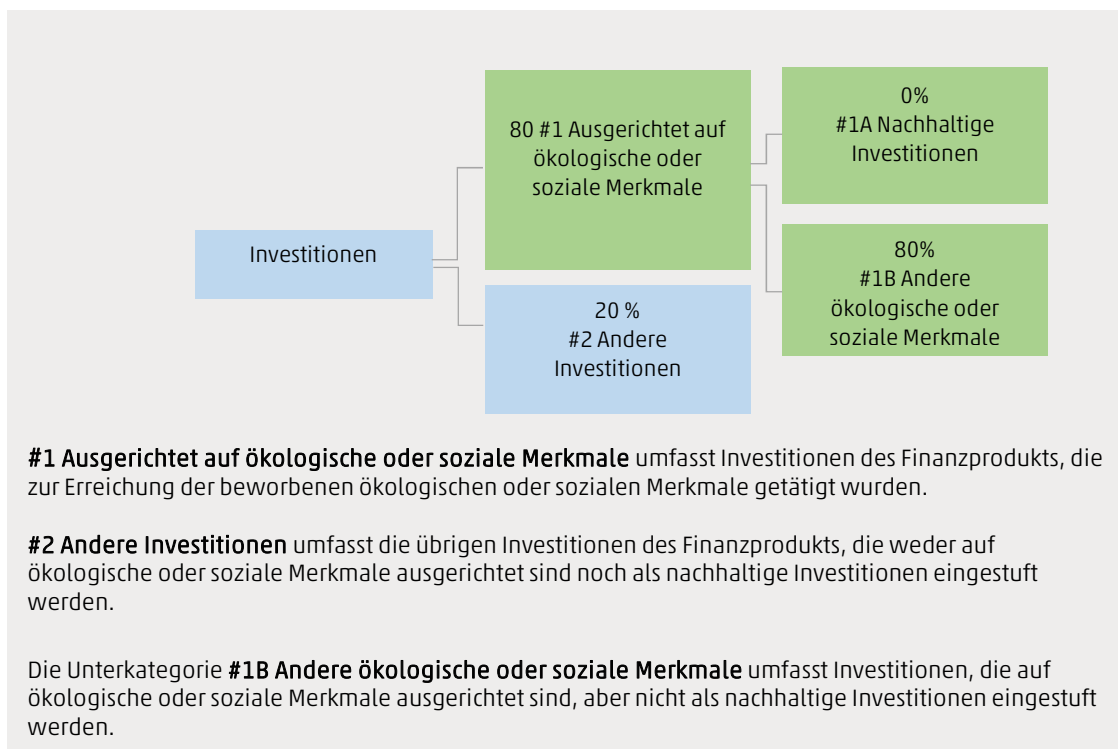 Investitionen
80 #1 Ausgerichtet auf
ökologische oder
soziale Merkmale
20 %
#2 Andere
Investitionen
0%
#1A Nachhaltige
Investitionen
80%
#1B Andere
ökologische oder
soziale Merkmale
#1 Ausgerichtet auf ökologische oder soziale Merkmale umfasst Investitionen des Finanzprodukts, die
zur Erreichung der beworbenen ökologischen oder sozialen Merkmale getätigt wurden.
#2 Andere Investitionen umfasst die übrigen Investitionen des Finanzprodukts, die weder auf
ökologische oder soziale Merkmale ausgerichtet sind noch als nachhaltige Investitionen eingestuft
werden.
Die Unterkategorie #1B Andere ökologische oder soziale Merkmale umfasst Investitionen, die auf
ökologische oder soziale Merkmale ausgerichtet sind, aber nicht als nachhaltige Investitionen eingestuft
werden.